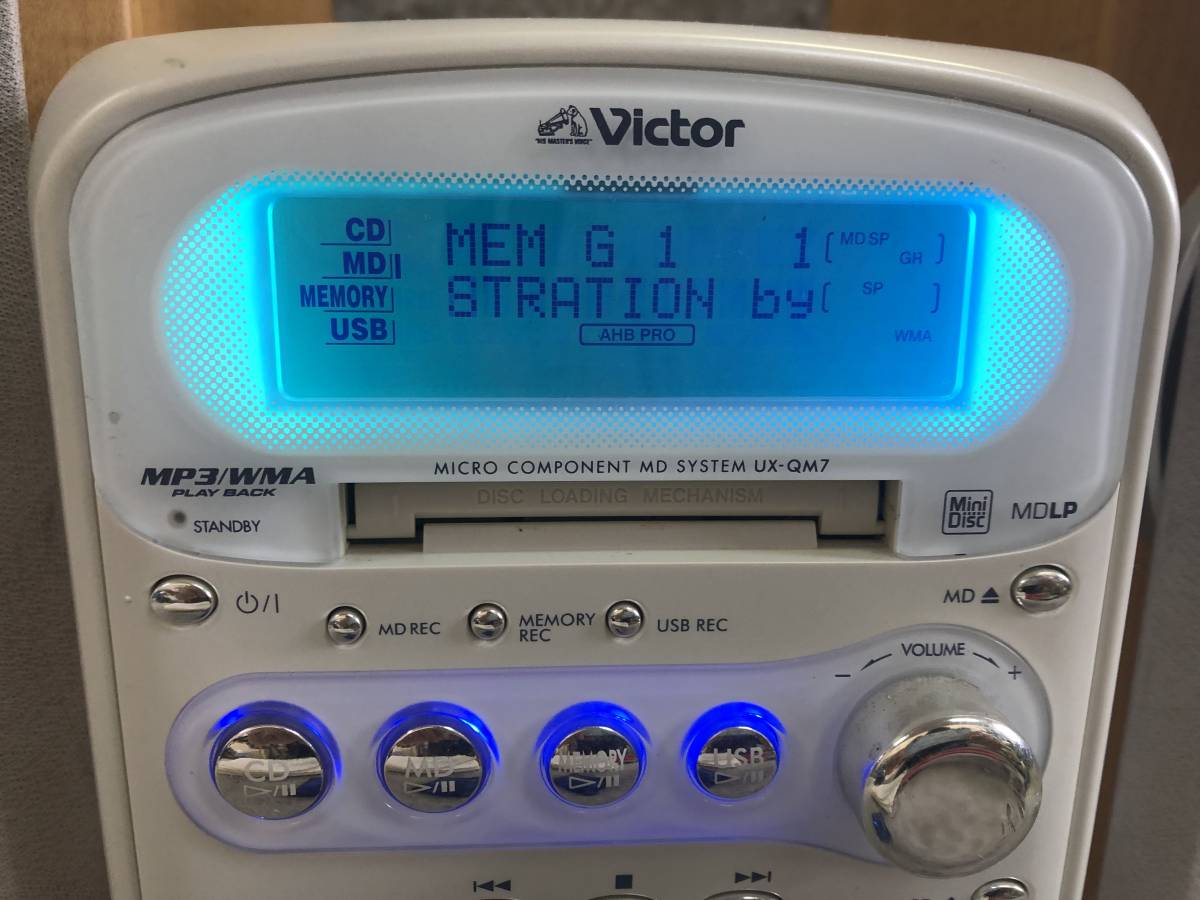 "HIS MASTER'S VOICE" Victor
CD MEM G 1 1 MD SP
MD GR
MEMORY STRATION by SP
USB AHB PRO WMA
MICRO COMPONENT MD SYSTEM UX-QM7
MP3/WMA
PLAY BACK
DISC LOADING MECHANISM
STANDBY
Mini
Disc
MDLP
MD
MD REC
MEMORY
REC
USB REC
VOLUME
− +
CD
MD
MEMORY
USB